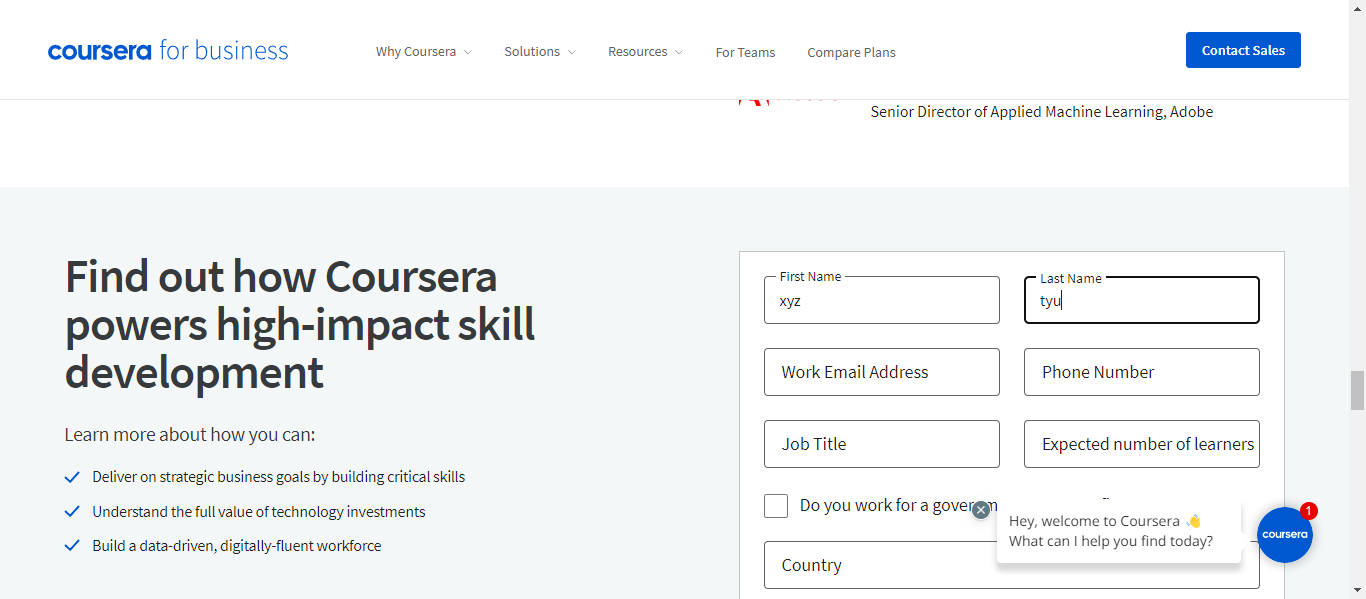 coursera for business
Why Coursera
Solutions
Resources
For Teams
Compare Plans
Contact Sales
Senior Director of Applied Machine Learning, Adobe
Find out how Coursera
powers high-impact skill
development
Learn more about how you can:
Deliver on strategic business goals by building critical skills
Understand the full value of technology investments
Build a data-driven, digitally-fluent workforce
First Name
xyz
Last Name
tyu
Work Email Address
Phone Number
Job Title
Expected number of learners
Do you work for a
Country
Hey, welcome to Coursera 👋
What can I help you find today?
coursera
1